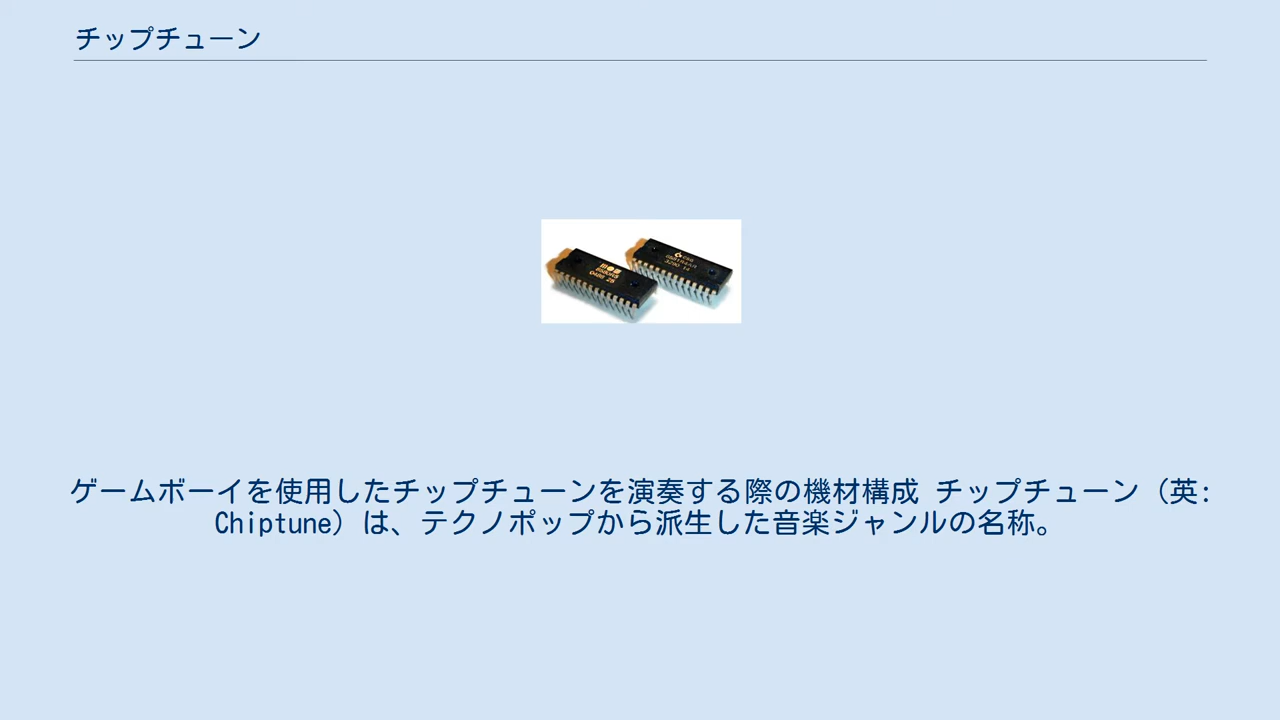 チップチューン
ゲームボーイを使用したチップチューンを演奏する際の機材構成 チップチューン（英:
Chiptune）は、テクノポップから派生した音楽ジャンルの名称。